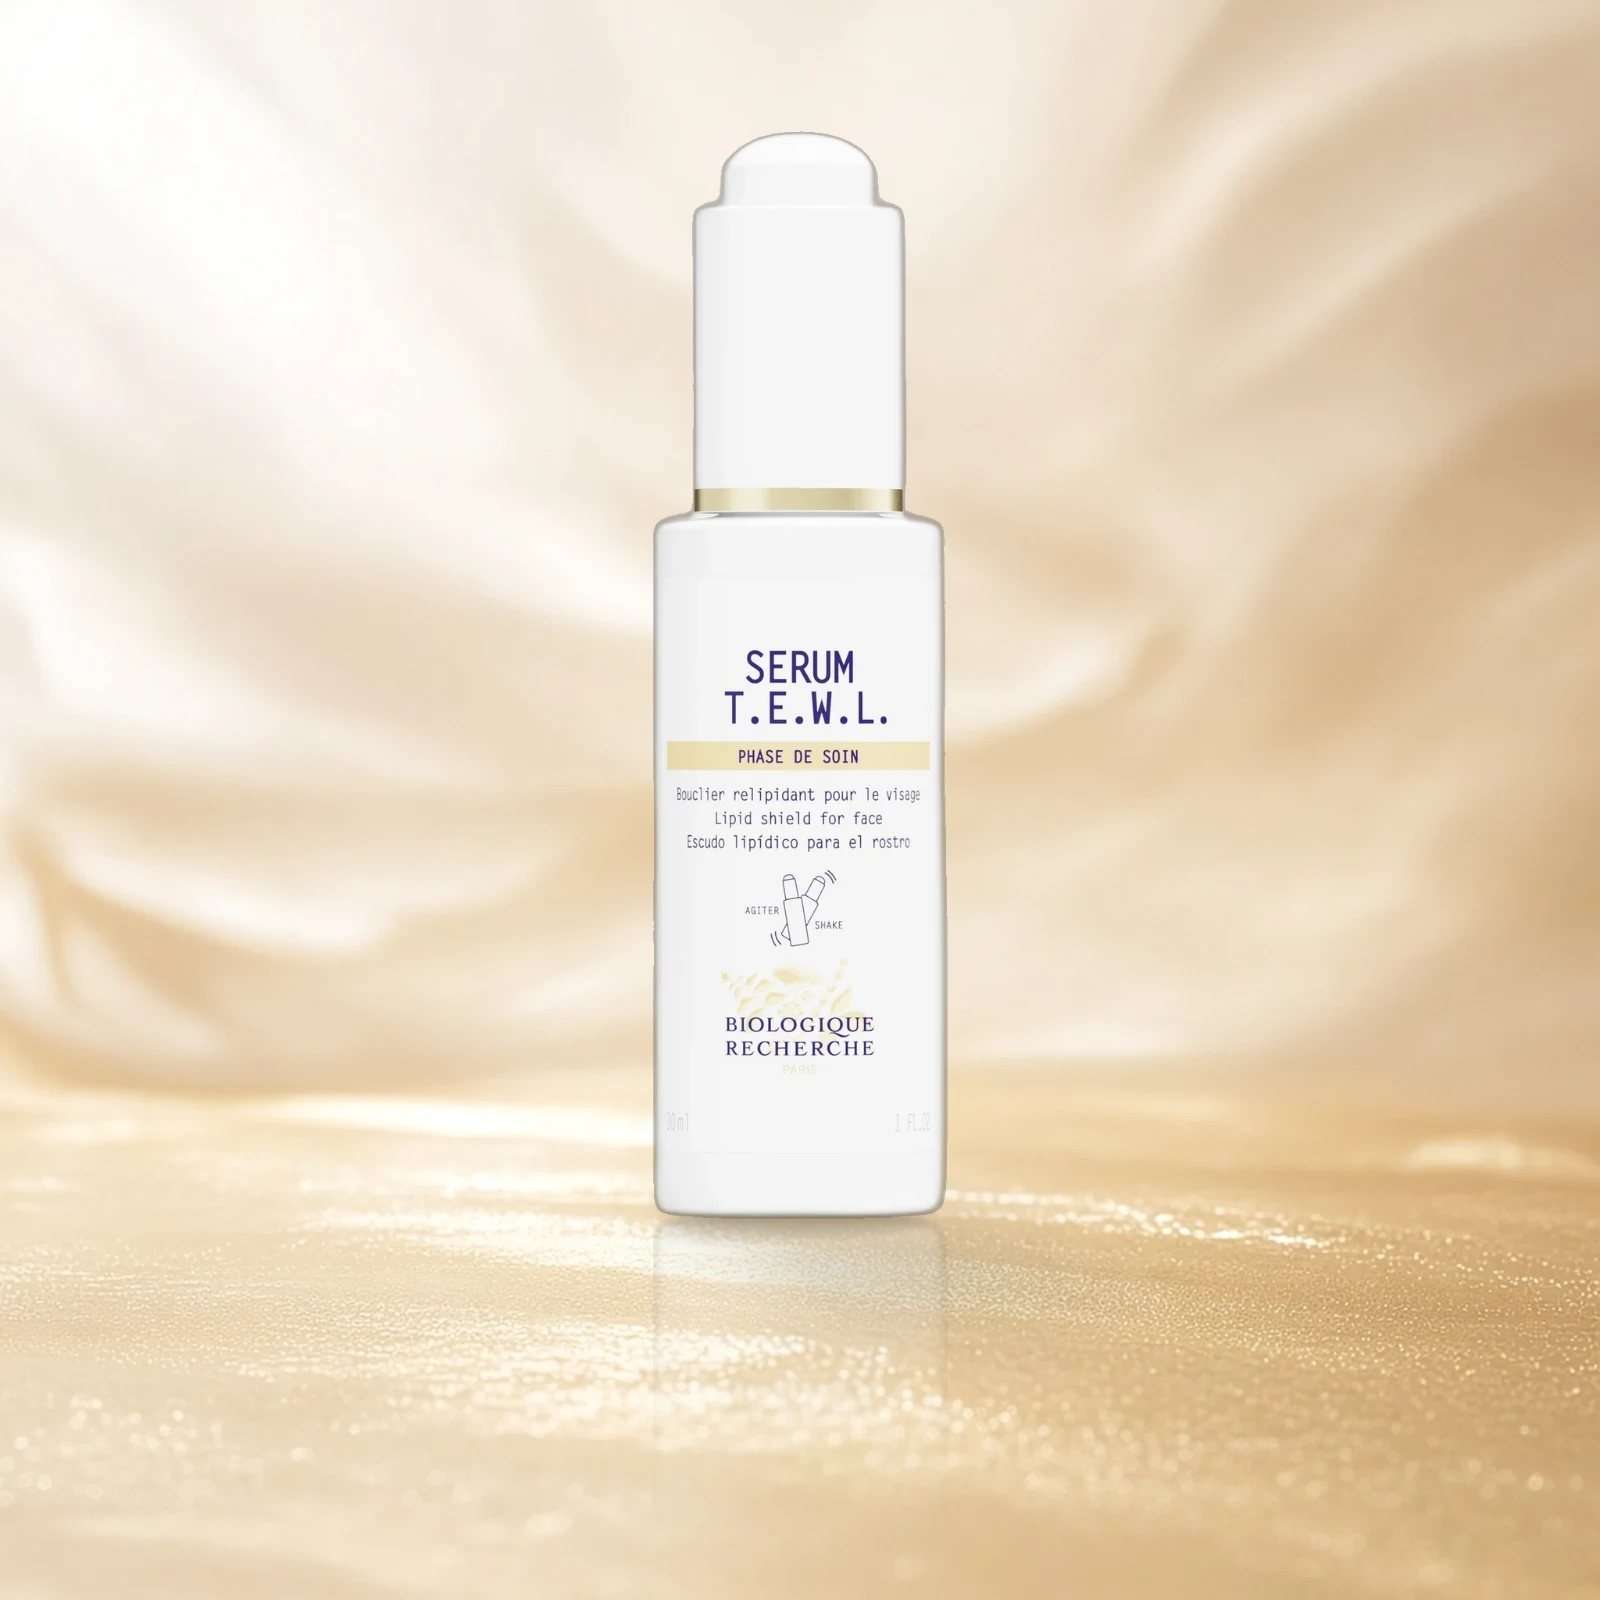 SERUM
T.E.W.L.
PHASE DE SOIN
Bouclier relipidant pour le visage
Lipid shield for face
Escudo lipídico para el rostro
AGITER
SHAKE
BIOLOGIQUE
RECHERCHE
PARIS
30ml 1 FL.OZ